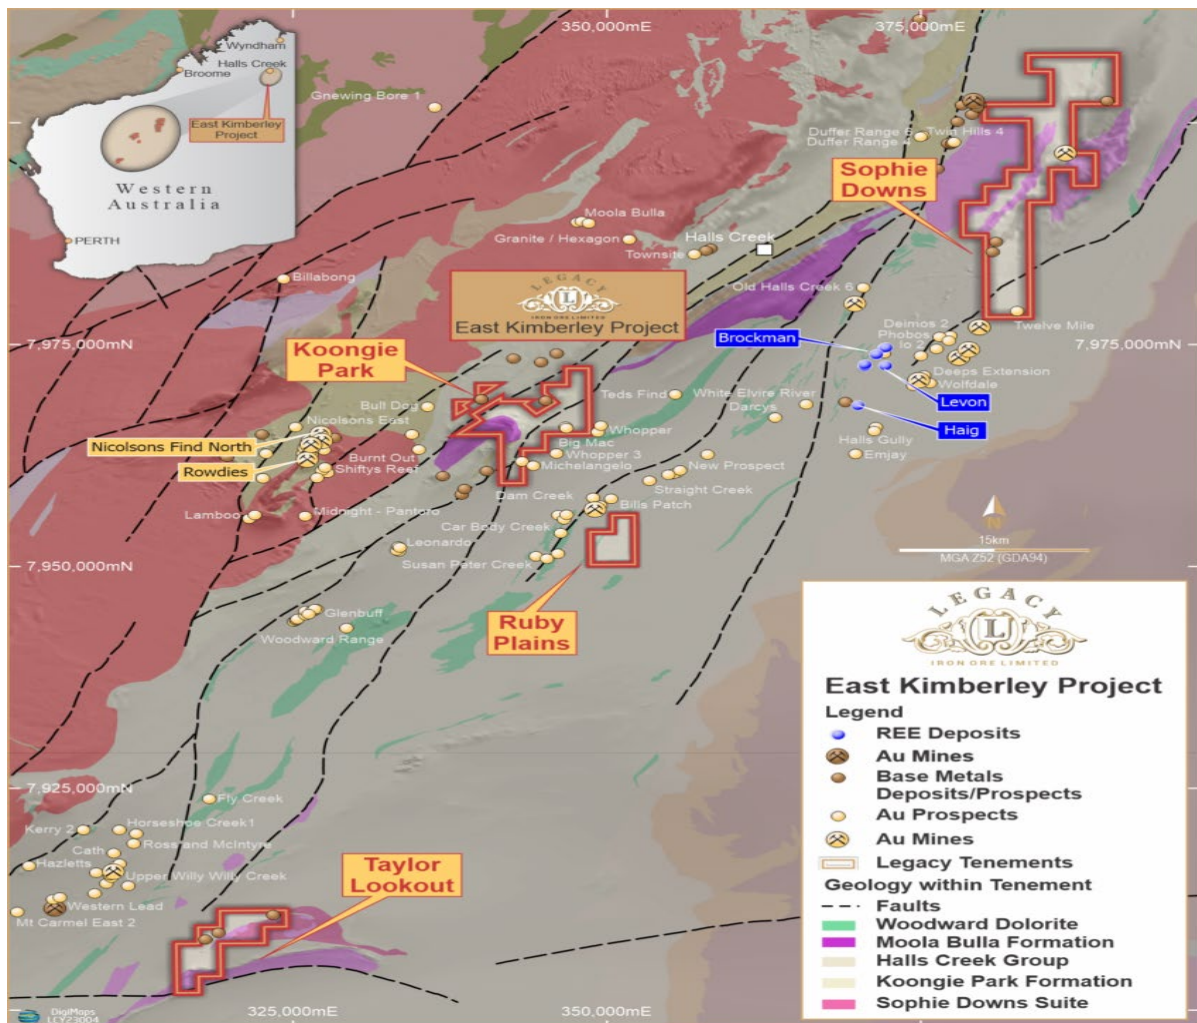 350,000mE
375,000mE
Wyndham
Halls Creek
Broome
East Kimberley
Project
Western
Australia
PERTH
Gnewing Bore 1
Duffer Range 6
Twin Hills 4
Duffer Range 4
Sophie
Downs
Moola Bulla
Granite / Hexagon
Halls Creek
Townsite
Billabong
LEGACY
LJ
IRON ORE LIMITED
East Kimberley Project
Old Halls Creek 6
Deimos 2
Phobos
Io 2
Twelve Mile
7,975,000mN
7,975,000mN
Brockman
Koongie
Park
Deeps Extension
Wolfdale
Levon
Teds Find
White Elvire River
Darcys
Bull Dog
Nicolsons East
Haig
Nicolsons Find North
Whopper
Big Mac
Halls Gully
Rowdies
Burnt Out
Whopper 3
Emjay
Shiftys Reef
Michelangelo
New Prospect
Straight Creek
Dam Creek
Bills Patch
Lamboo
Midnight - Pantoro
Car Body Creek
N
15km
MGA Z52 (GDA94)
Leonardo
Susan Peter Creek
7,950,000mN
Glenbuff
Woodward Range
Ruby
Plains
7,925,000mN
Fly Creek
Kerry 2
Horseshoe Creek1
Ross and McIntyre
Cath
Hazletts
Upper Willy Willy Creek
Western Lead
Mt Carmel East 2
Taylor
Lookout
LEGACY
LJ
IRON ORE LIMITED
East Kimberley Project
Legend
REE Deposits
Au Mines
Base Metals
Deposits/Prospects
Au Prospects
Au Mines
Legacy Tenements
Geology within Tenement
Faults
Woodward Dolorite
Moola Bulla Formation
Halls Creek Group
Koongie Park Formation
Sophie Downs Suite
DigiMaps
LCY23004
325,000mE
350,000mE